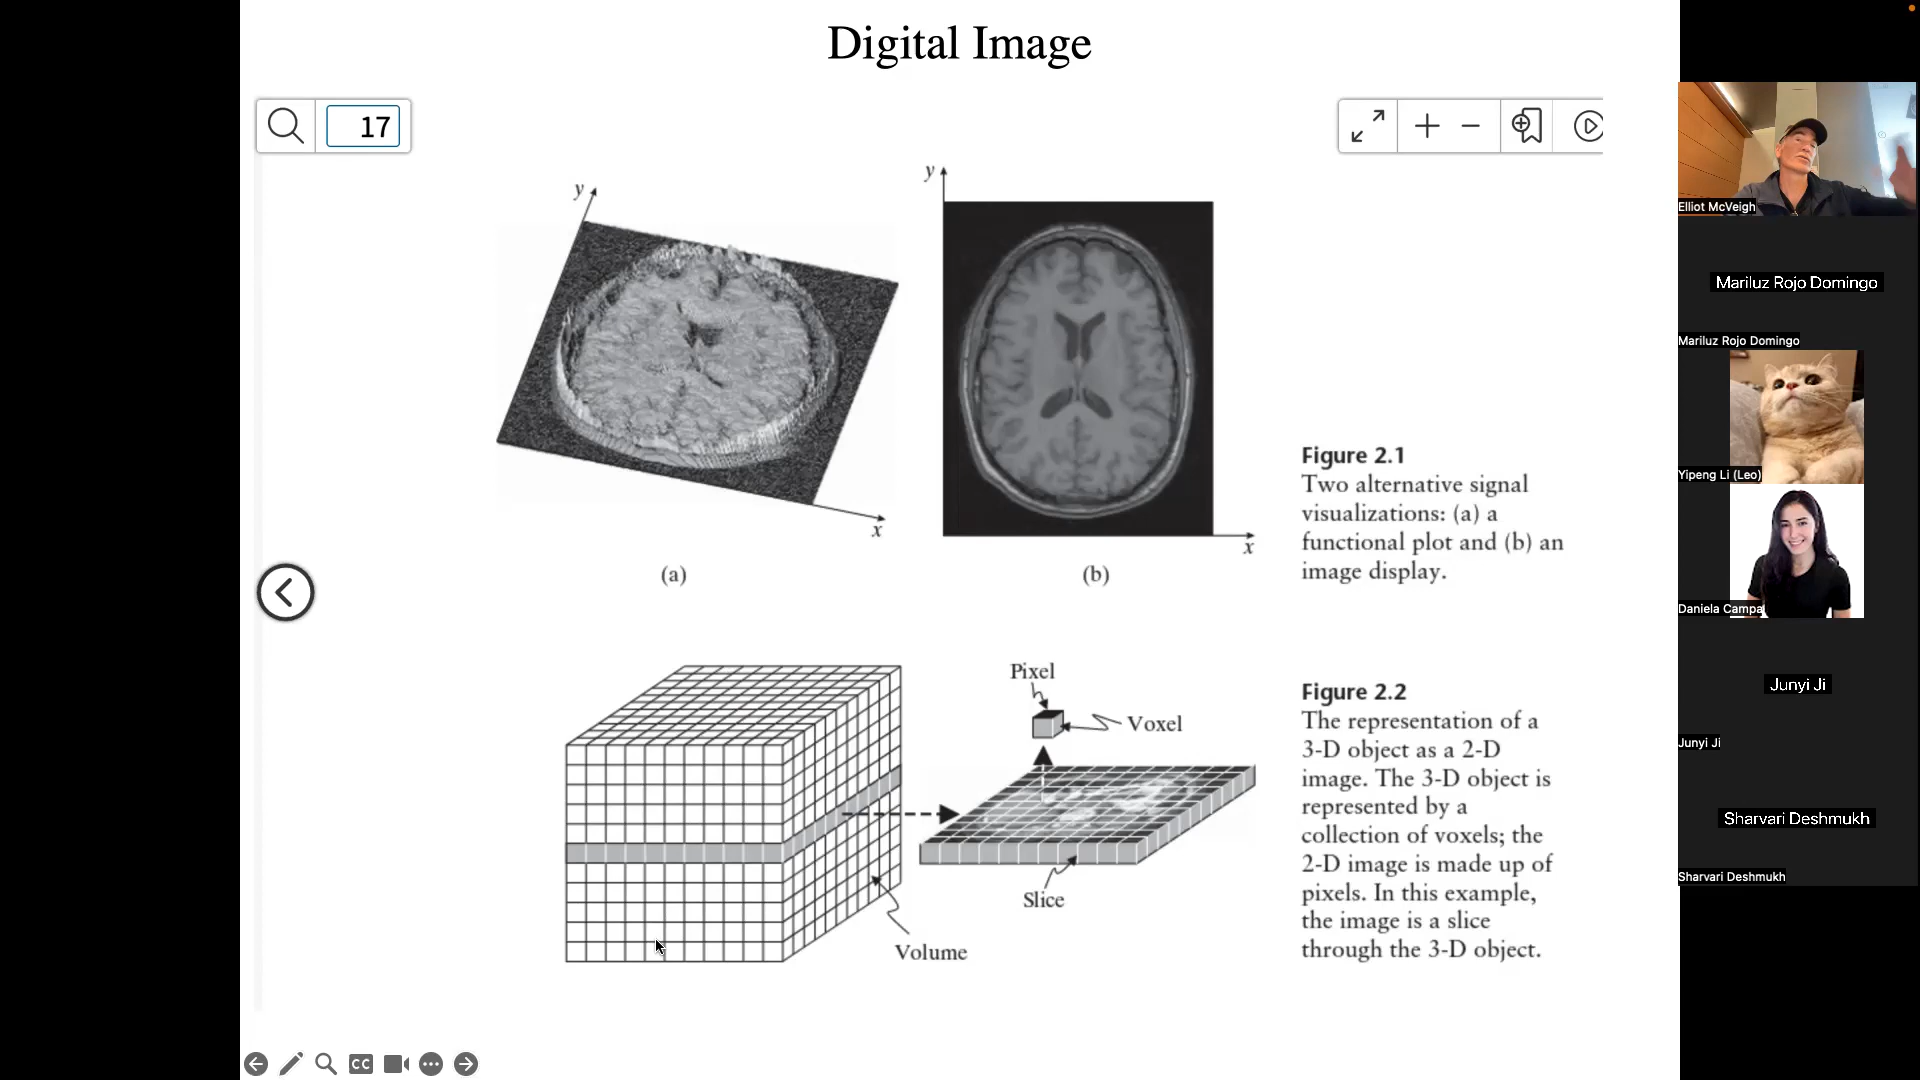 Digital Image
17
y
x
(a)
y
x
(b)
Figure 2.1
Two alternative signal
visualizations: (a) a
functional plot and (b) an
image display.
Pixel
Voxel
Slice
Volume
Figure 2.2
The representation of a
3-D object as a 2-D
image. The 3-D object is
represented by a
collection of voxels; the
2-D image is made up of
pixels. In this example,
the image is a slice
through the 3-D object.
CC
Elliot McVeigh
Mariluz Rojo Domingo
Mariluz Rojo Domingo
Yipeng Li (Leo)
Daniela Campa
Junyi Ji
Junyi Ji
Sharvari Deshmukh
Sharvari Deshmukh